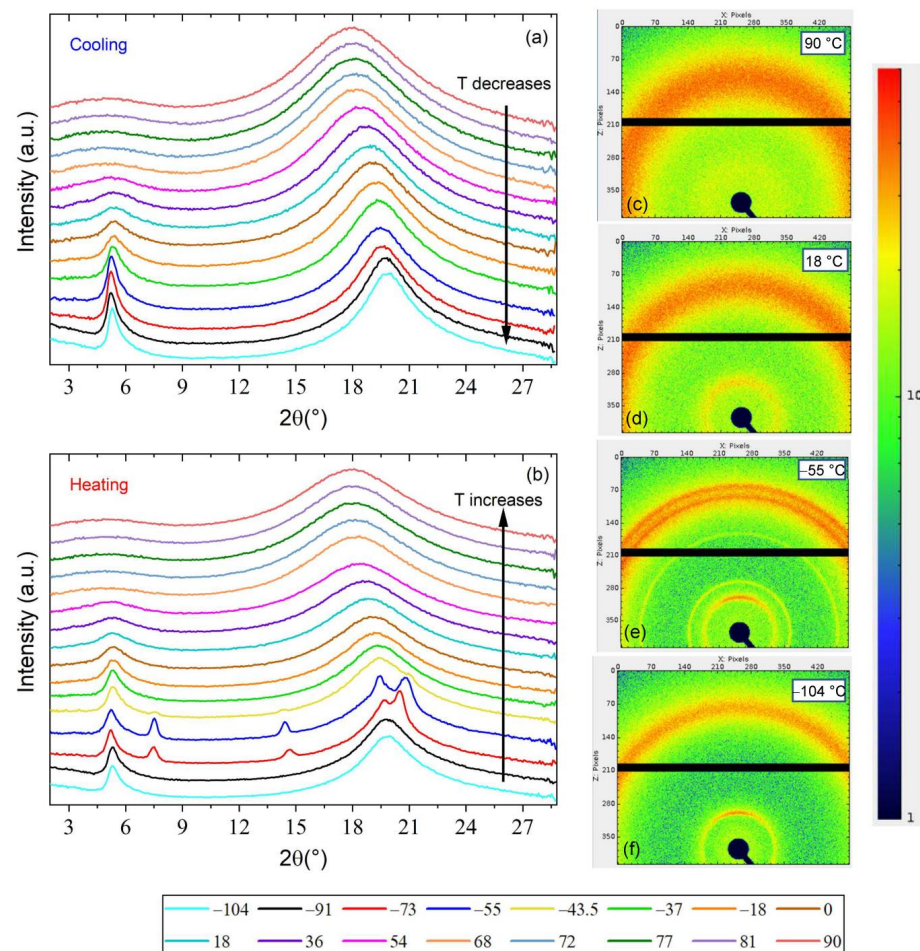 Cooling
(a)
T decreases
Intensity (a.u.)
3 6 9 12 15 18 21 24 27
2θ(°)
Heating
(b)
T increases
Intensity (a.u.)
3 6 9 12 15 18 21 24 27
2θ(°)
X: Pixels
0 70 140 210 280 350 420 490
Z: Pixels
0
70
140
210
280
350
90 °C
(c)
X: Pixels
0 70 140 210 280 350 420 490
Z: Pixels
0
70
140
210
280
350
18 °C
(d)
X: Pixels
0 70 140 210 280 350 420
Z: Pixels
0
70
140
210
280
350
−55 °C
(e)
X: Pixels
0 70 140 210 280 350 420 490
Z: Pixels
0
70
140
210
280
350
−104 °C
(f)
10
1
−104 −91 −73 −55 −43.5 −37 −18 0
18 36 54 68 72 77 81 90